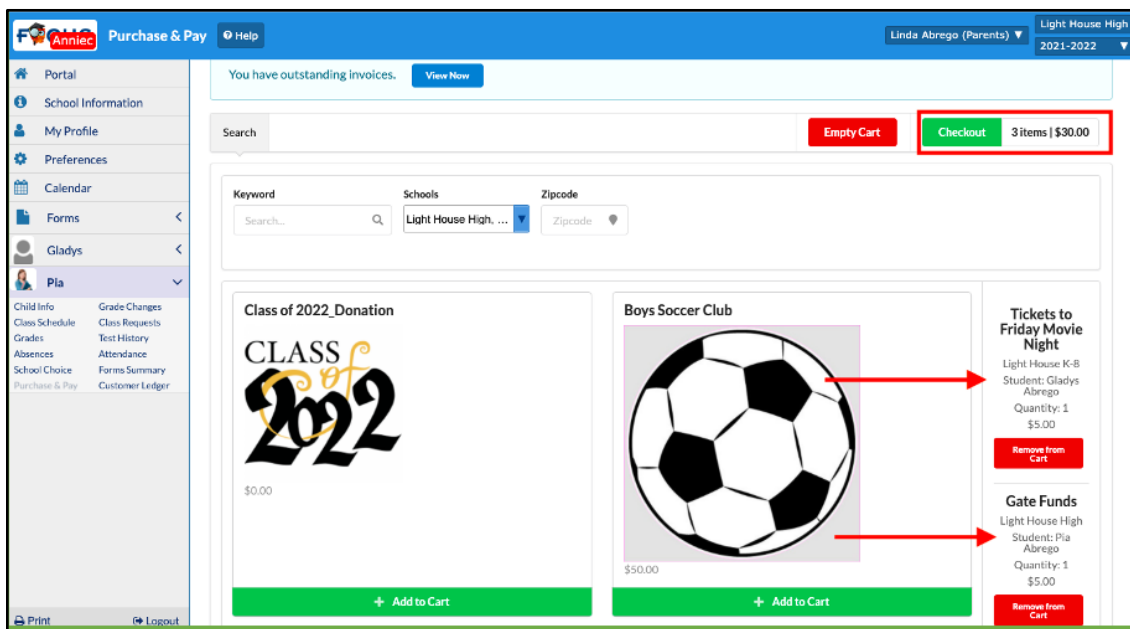 FOCUS
Anniec
Purchase & Pay
Help
Linda Abrego (Parents) ▼
Light House High
2021-2022 ▼
Portal
School Information
My Profile
Preferences
Calendar
Forms
Gladys
Pia
Child Info
Grade Changes
Class Schedule
Class Requests
Grades
Test History
Absences
Attendance
School Choice
Forms Summary
Purchase & Pay
Customer Ledger
Print
Logout
You have outstanding invoices.
View Now
Search
Empty Cart
Checkout
3 items | $30.00
Keyword
Schools
Zipcode
Search...
Light House High, ...
Zipcode
Class of 2022_Donation
CLASS
of
2022
$0.00
+ Add to Cart
Boys Soccer Club
$50.00
+ Add to Cart
Tickets to
Friday Movie
Night
Light House K-8
Student: Gladys
Abrego
Quantity: 1
$5.00
Remove from
Cart
Gate Funds
Light House High
Student: Pia
Abrego
Quantity: 1
$5.00
Remove from
Cart